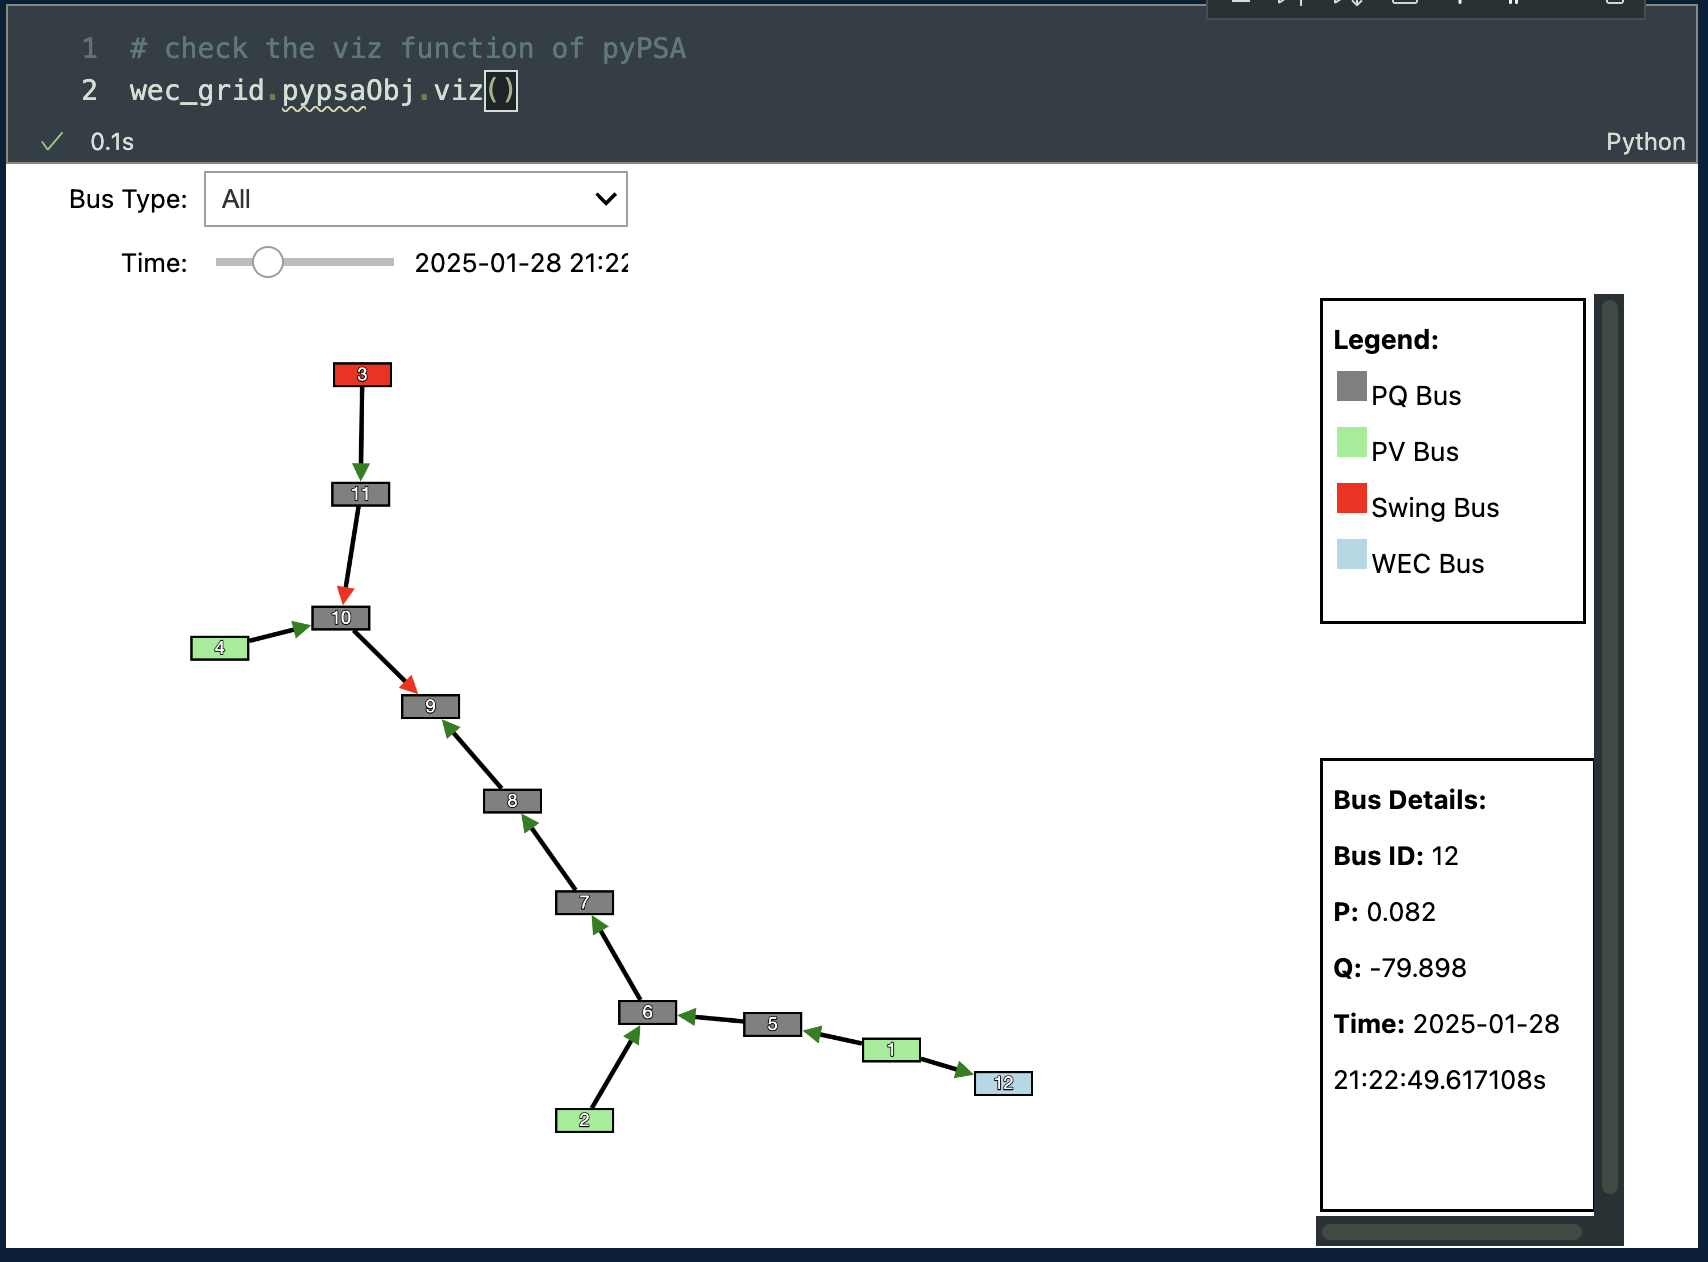 1 # check the viz function of pyPSA
2 wec_grid.pypsaObj.viz()
0.1s
Python
Bus Type: All
Time: 2025-01-28 21:22
3
11
10
4
9
8
7
6
5
1
12
2
Legend:
PQ Bus
PV Bus
Swing Bus
WEC Bus
Bus Details:
Bus ID: 12
P: 0.082
Q: -79.898
Time: 2025-01-28
21:22:49.617108s